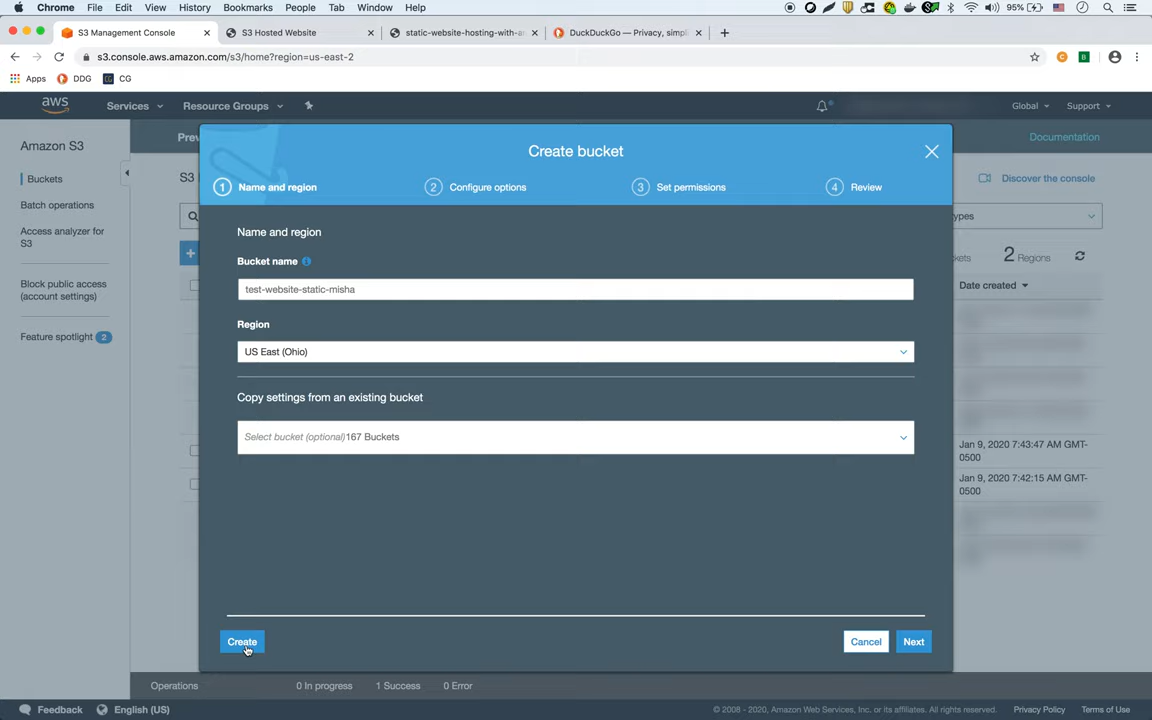 Chrome File Edit View History Bookmarks People Tab Window Help 95%
S3 Management Console × S3 Hosted Website × static-website-hosting-with-a × DuckDuckGo — Privacy, simpl × +
s3.console.aws.amazon.com/s3/home?region=us-east-2
Apps DDG CG
aws Services Resource Groups Global Support
Amazon S3
Buckets
Batch operations
Access analyzer for
S3
Block public access
(account settings)
Feature spotlight 2
Prev
Documentation
S3
Discover the console
ypes
kets 2 Regions
Date created
Jan 9, 2020 7:43:47 AM GMT-
0500
Jan 9, 2020 7:42:15 AM GMT-
0500
Create bucket
1 Name and region 2 Configure options 3 Set permissions 4 Review
Name and region
Bucket name
test-website-static-misha
Region
US East (Ohio)
Copy settings from an existing bucket
Select bucket (optional)167 Buckets
Create Cancel Next
Operations 0 In progress 1 Success 0 Error
Feedback English (US) © 2008 - 2020, Amazon Web Services, Inc. or its affiliates. All rights reserved. Privacy Policy Terms of Use